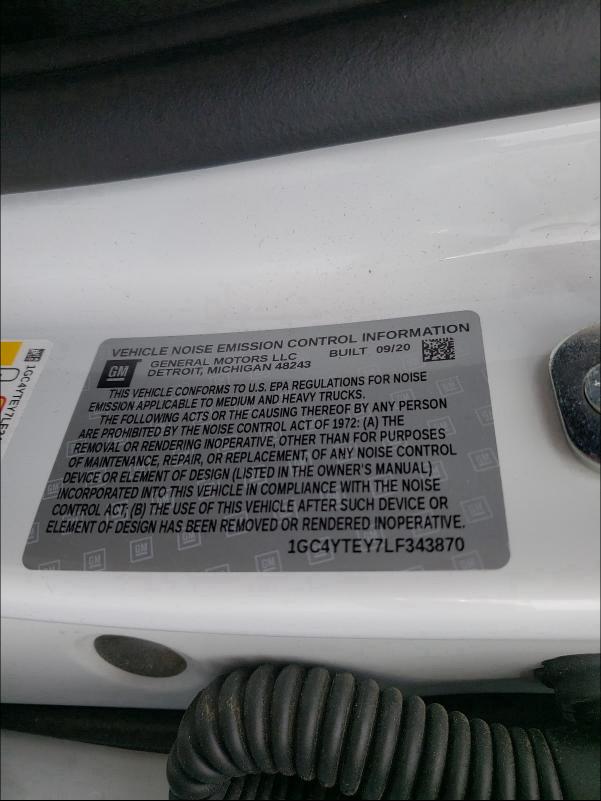 VEHICLE NOISE EMISSION CONTROL INFORMATION
GM GENERAL MOTORS LLC BUILT 09/20
DETROIT, MICHIGAN 48243
THIS VEHICLE CONFORMS TO U.S. EPA REGULATIONS FOR NOISE
EMISSION APPLICABLE TO MEDIUM AND HEAVY TRUCKS.
THE FOLLOWING ACTS OR THE CAUSING THEREOF BY ANY PERSON
ARE PROHIBITED BY THE NOISE CONTROL ACT OF 1972: (A) THE
REMOVAL OR RENDERING INOPERATIVE, OTHER THAN FOR PURPOSES
OF MAINTENANCE, REPAIR, OR REPLACEMENT, OF ANY NOISE CONTROL
DEVICE OR ELEMENT OF DESIGN (LISTED IN THE OWNER'S MANUAL)
INCORPORATED INTO THIS VEHICLE IN COMPLIANCE WITH THE NOISE
CONTROL ACT; (B) THE USE OF THIS VEHICLE AFTER SUCH DEVICE OR
ELEMENT OF DESIGN HAS BEEN REMOVED OR RENDERED INOPERATIVE.
1GC4YTEY7LF343870